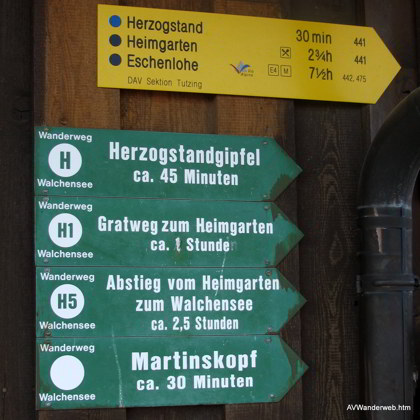 Herzogstand 30 min 441
Heimgarten 2¾h 441
Eschenlohe E4 M 7½h 442, 475
DAV Sektion Tutzing
Wanderweg
H
Walchensee
Herzogstandgipfel
ca. 45 Minuten
Wanderweg
H1
Walchensee
Gratweg zum Heimgarten
ca. 1 Stunde
Wanderweg
H5
Walchensee
Abstieg vom Heimgarten
zum Walchensee
ca. 2,5 Stunden
Wanderweg
Walchensee
Martinskopf
ca. 30 Minuten
AVWanderweb.htm